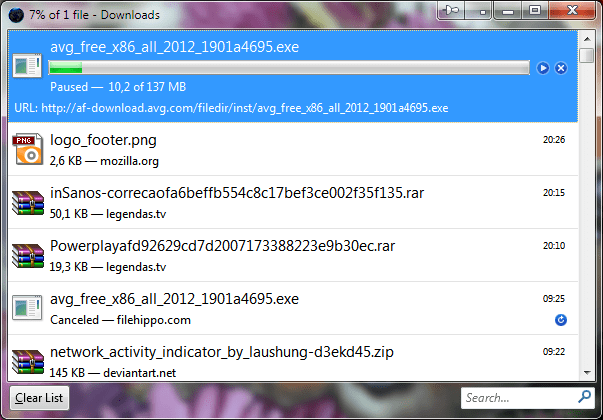 7% of 1 file - Downloads
avg_free_x86_all_2012_1901a4695.exe
Paused — 10,2 of 137 MB
URL: http://af-download.avg.com/filedir/inst/avg_free_x86_all_2012_1901a4695.exe
PNG
logo_footer.png 20:26
2,6 KB — mozilla.org
inSanos-correcaofa6beffb554c8c17bef3ce002f35f135.rar 20:15
50,1 KB — legendas.tv
Powerplayafd92629cd7d2007173388223e9b30ec.rar 20:10
19,3 KB — legendas.tv
avg_free_x86_all_2012_1901a4695.exe 09:25
Canceled — filehippo.com
network_activity_indicator_by_laushung-d3ekd45.zip 09:22
145 KB — deviantart.net
Clear List Search...